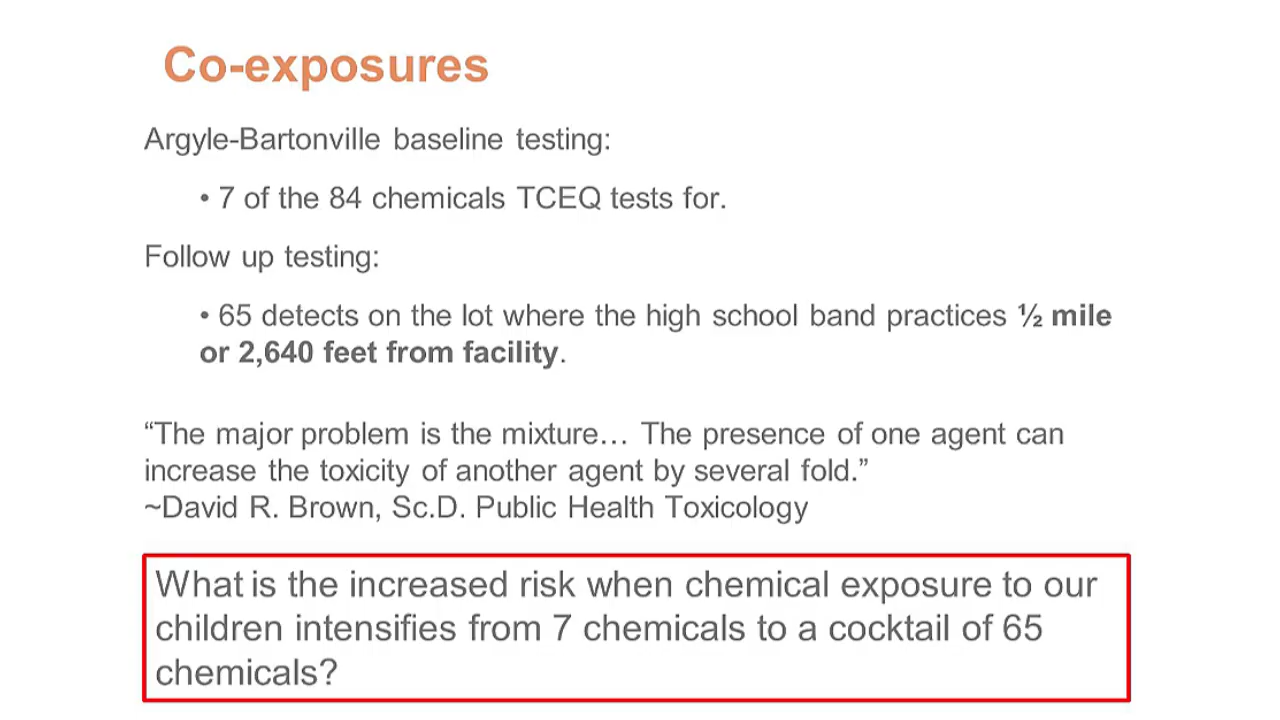 Co-exposures
Argyle-Bartonville baseline testing:
• 7 of the 84 chemicals TCEQ tests for.
Follow up testing:
• 65 detects on the lot where the high school band practices ½ mile
or 2,640 feet from facility.
“The major problem is the mixture… The presence of one agent can
increase the toxicity of another agent by several fold.”
~David R. Brown, Sc.D. Public Health Toxicology
What is the increased risk when chemical exposure to our
children intensifies from 7 chemicals to a cocktail of 65
chemicals?